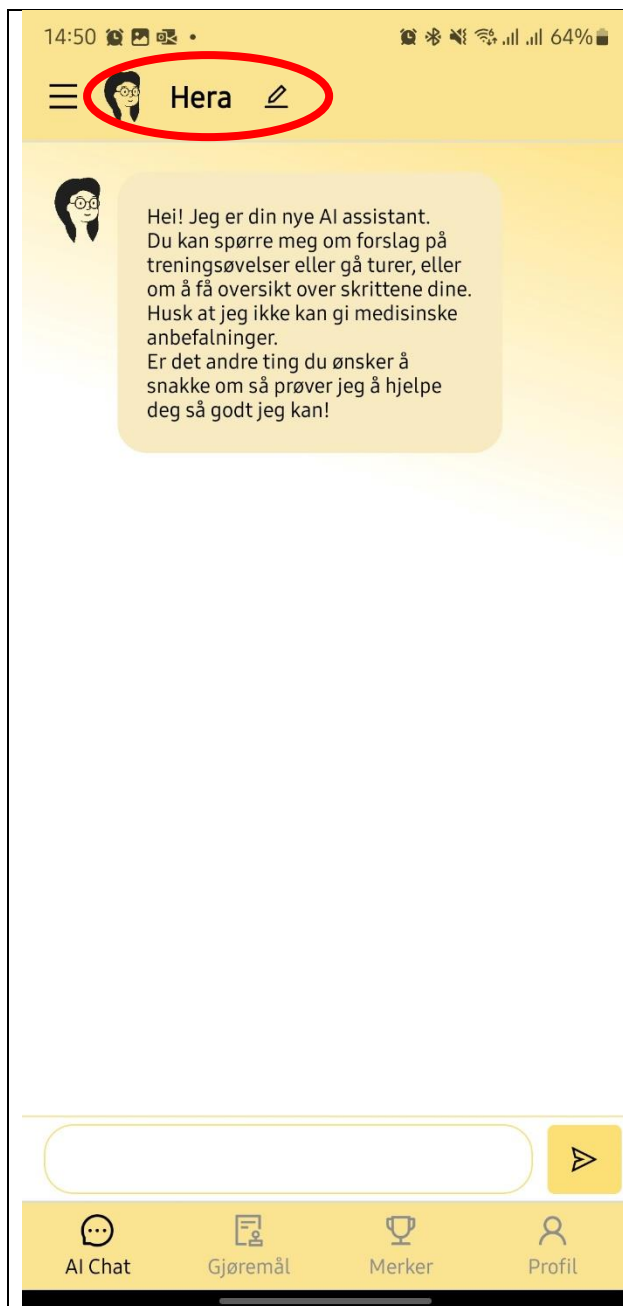 14:50
64%
Hera
Hei! Jeg er din nye AI assistant.
Du kan spørre meg om forslag på
treningsøvelser eller gå turer, eller
om å få oversikt over skrittene dine.
Husk at jeg ikke kan gi medisinske
anbefalninger.
Er det andre ting du ønsker å
snakke om så prøver jeg å hjelpe
deg så godt jeg kan!
AI Chat
Gjøremål
Merker
Profil